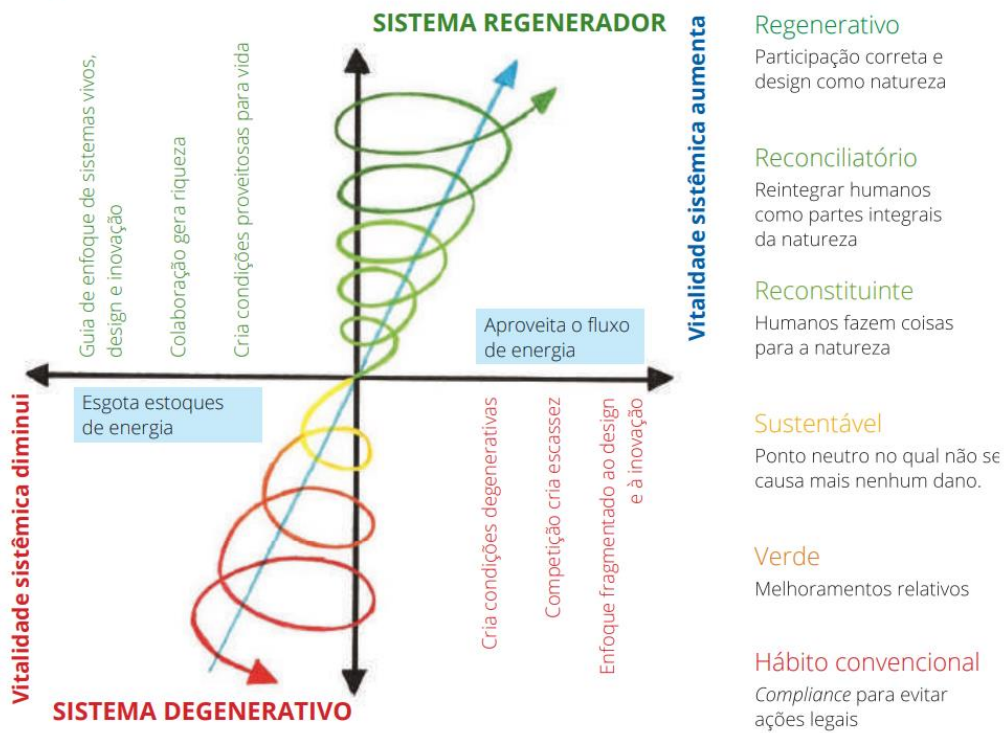 SISTEMA REGENERADOR
Guia de enfoque de sistemas vivos,
design e inovação
Colaboração gera riqueza
Cria condições proveitosas para vida
Vitalidade sistêmica aumenta
Aproveita o fluxo
de energia
Esgota estoques
de energia
Vitalidade sistêmica diminui
Cria condições degenerativas
Competição cria escassez
Enfoque fragmentado ao design
e à inovação
SISTEMA DEGENERATIVO
Regenerativo
Participação correta e
design como natureza
Reconciliatório
Reintegrar humanos
como partes integrais
da natureza
Reconstituinte
Humanos fazem coisas
para a natureza
Sustentável
Ponto neutro no qual não se
causa mais nenhum dano.
Verde
Melhoramentos relativos
Hábito convencional
Compliance para evitar
ações legais